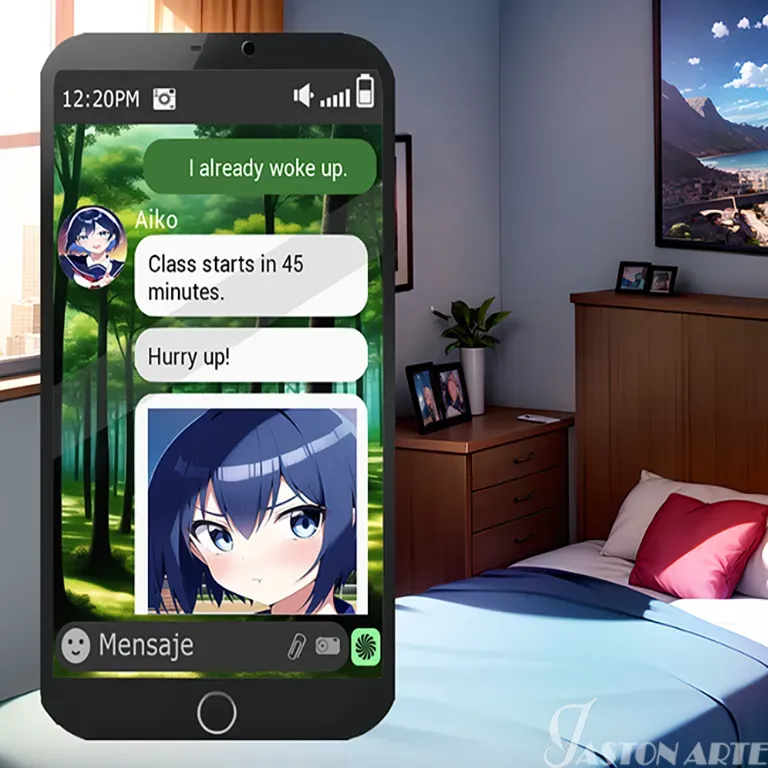 12:20PM
I already woke up.
Aiko
Class starts in 45
minutes.
Hurry up!
Mensaje
JASTON ARTE